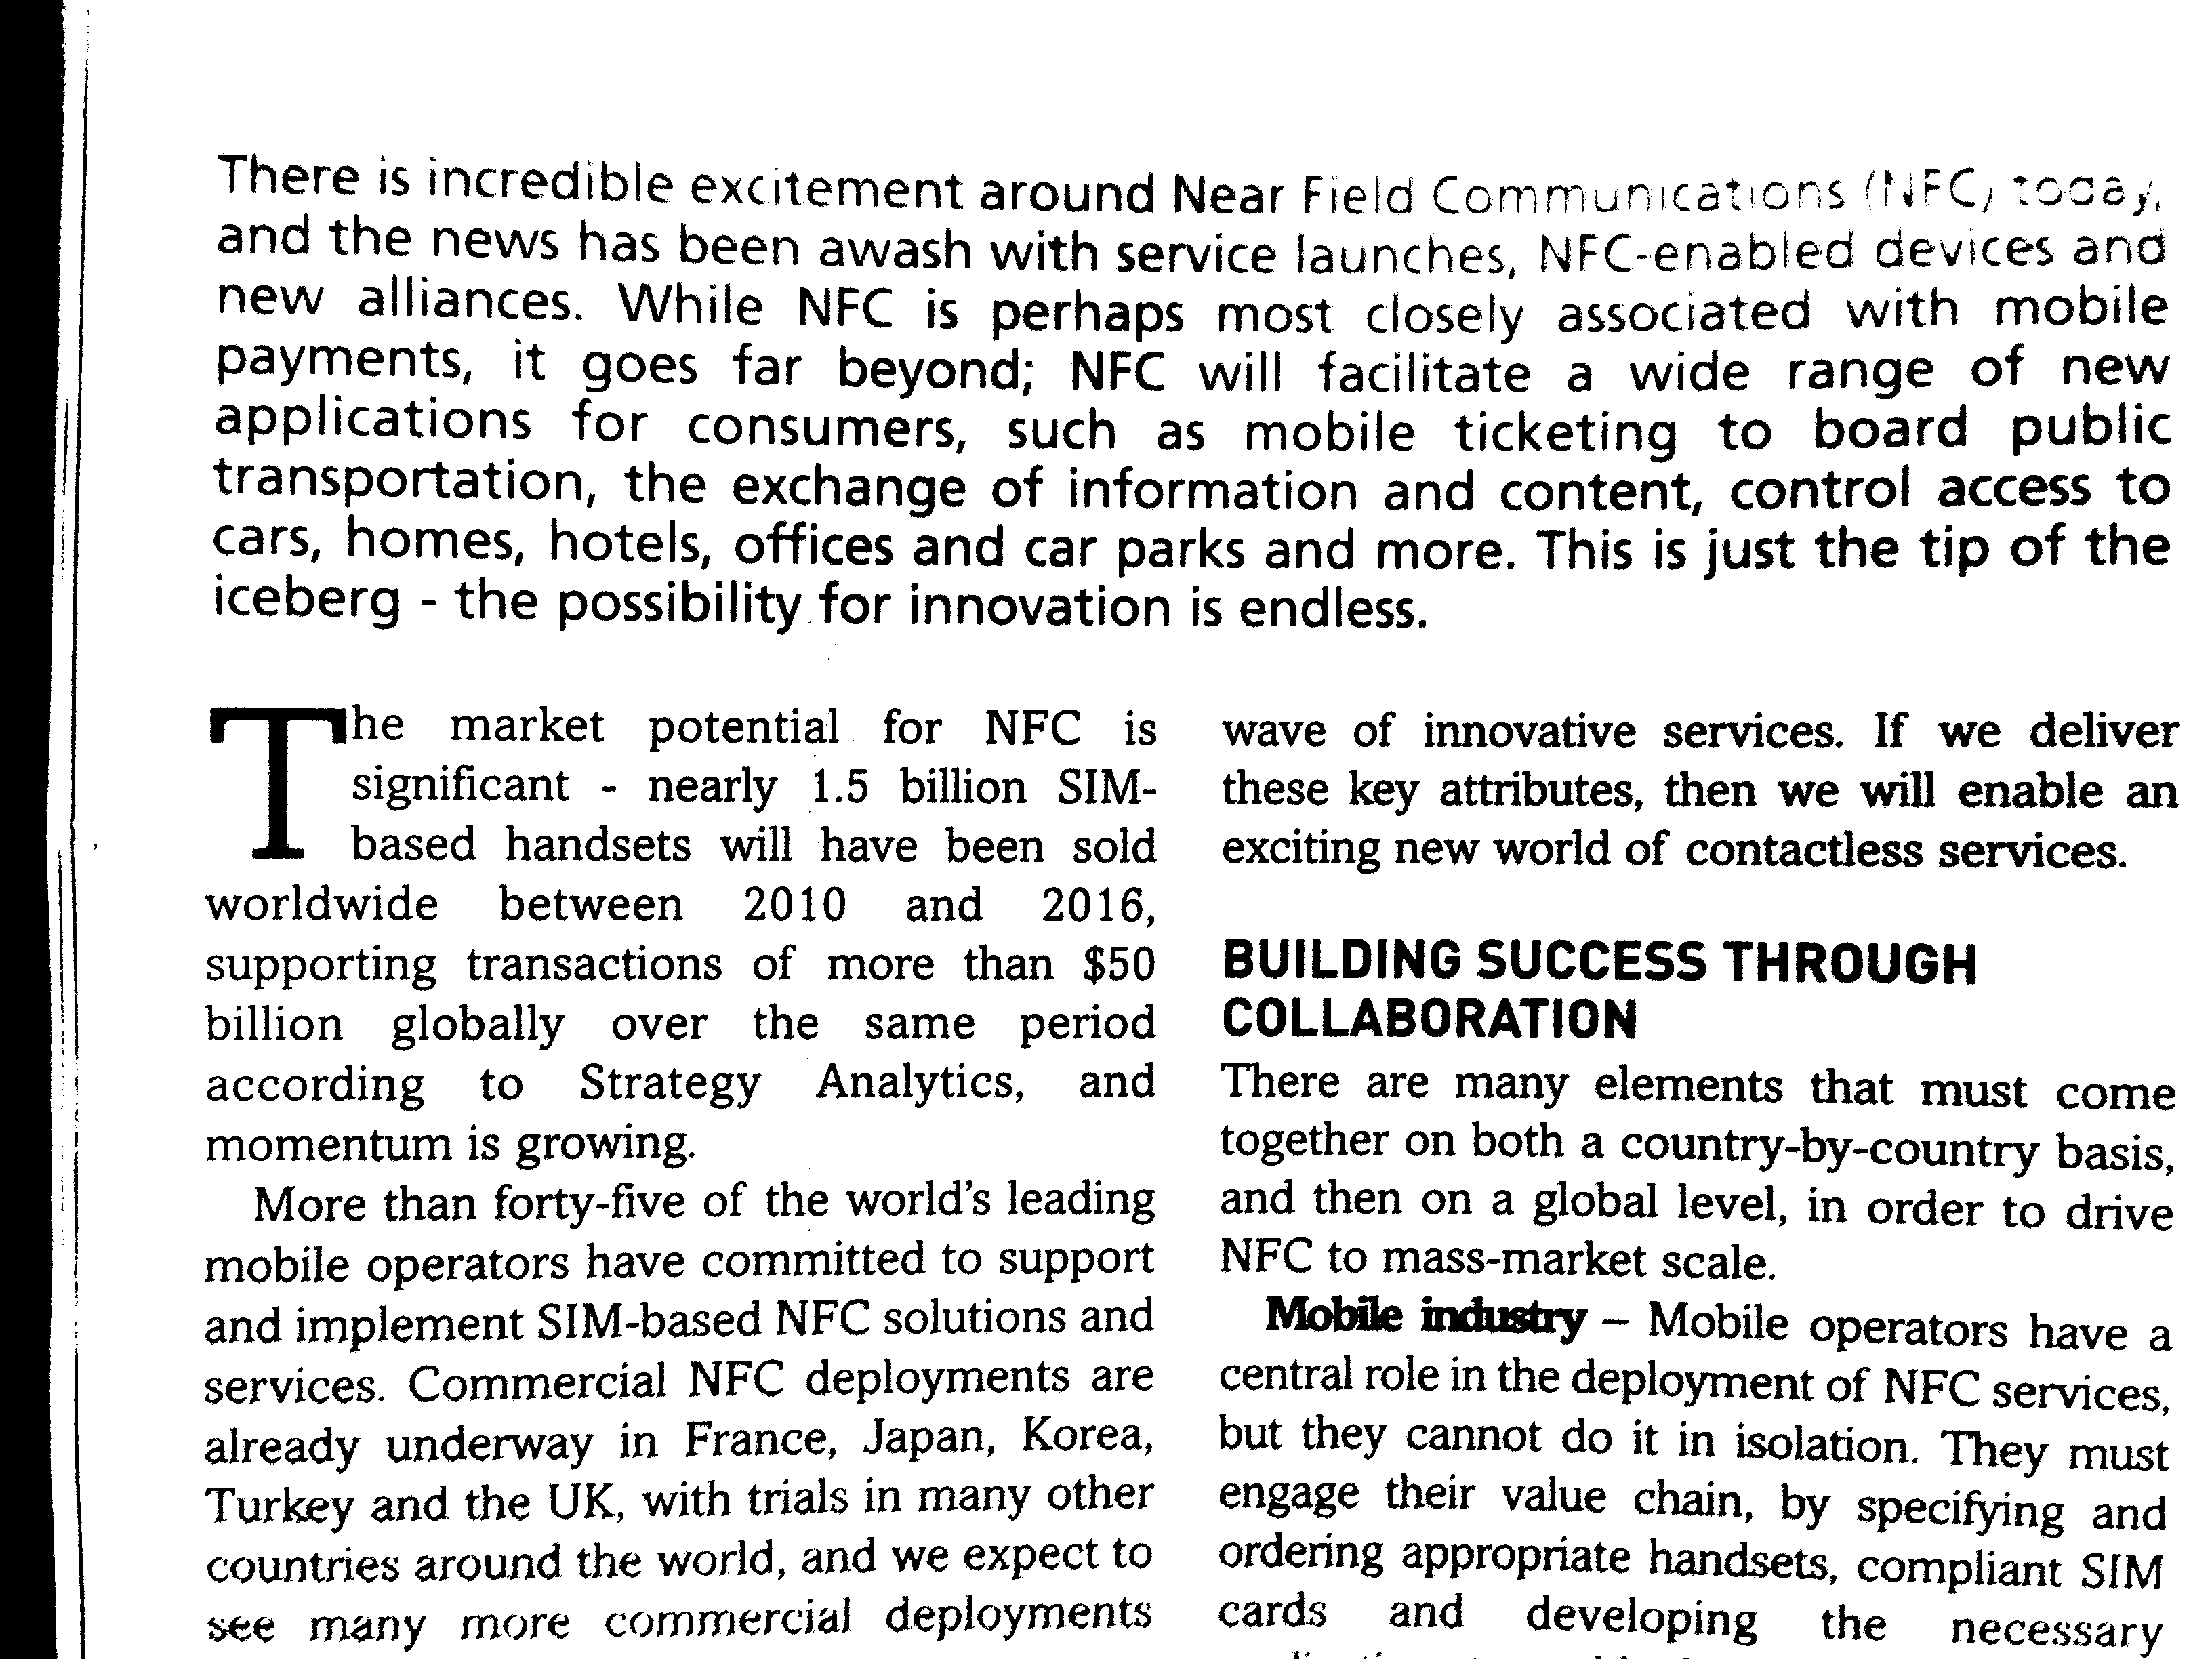 There is incredible excitement around Near Field Communications (NFC) today,
and the news has been awash with service launches, NFC-enabled devices and
new alliances. While NFC is perhaps most closely associated with mobile
payments, it goes far beyond; NFC will facilitate a wide range of new
applications for consumers, such as mobile ticketing to board public
transportation, the exchange of information and content, control access to
cars, homes, hotels, offices and car parks and more. This is just the tip of the
iceberg - the possibility for innovation is endless.
The market potential for NFC is
significant - nearly 1.5 billion SIM-
based handsets will have been sold
worldwide between 2010 and 2016,
supporting transactions of more than $50
billion globally over the same period
according to Strategy Analytics, and
momentum is growing.
More than forty-five of the world's leading
mobile operators have committed to support
and implement SIM-based NFC solutions and
services. Commercial NFC deployments are
already underway in France, Japan, Korea,
Turkey and the UK, with trials in many other
countries around the world, and we expect to
see many more commercial deployments
wave of innovative services. If we deliver
these key attributes, then we will enable an
exciting new world of contactless services.
BUILDING SUCCESS THROUGH
COLLABORATION
There are many elements that must come
together on both a country-by-country basis,
and then on a global level, in order to drive
NFC to mass-market scale.
Mobile industry – Mobile operators have a
central role in the deployment of NFC services,
but they cannot do it in isolation. They must
engage their value chain, by specifying and
ordering appropriate handsets, compliant SIM
cards and developing the necessary